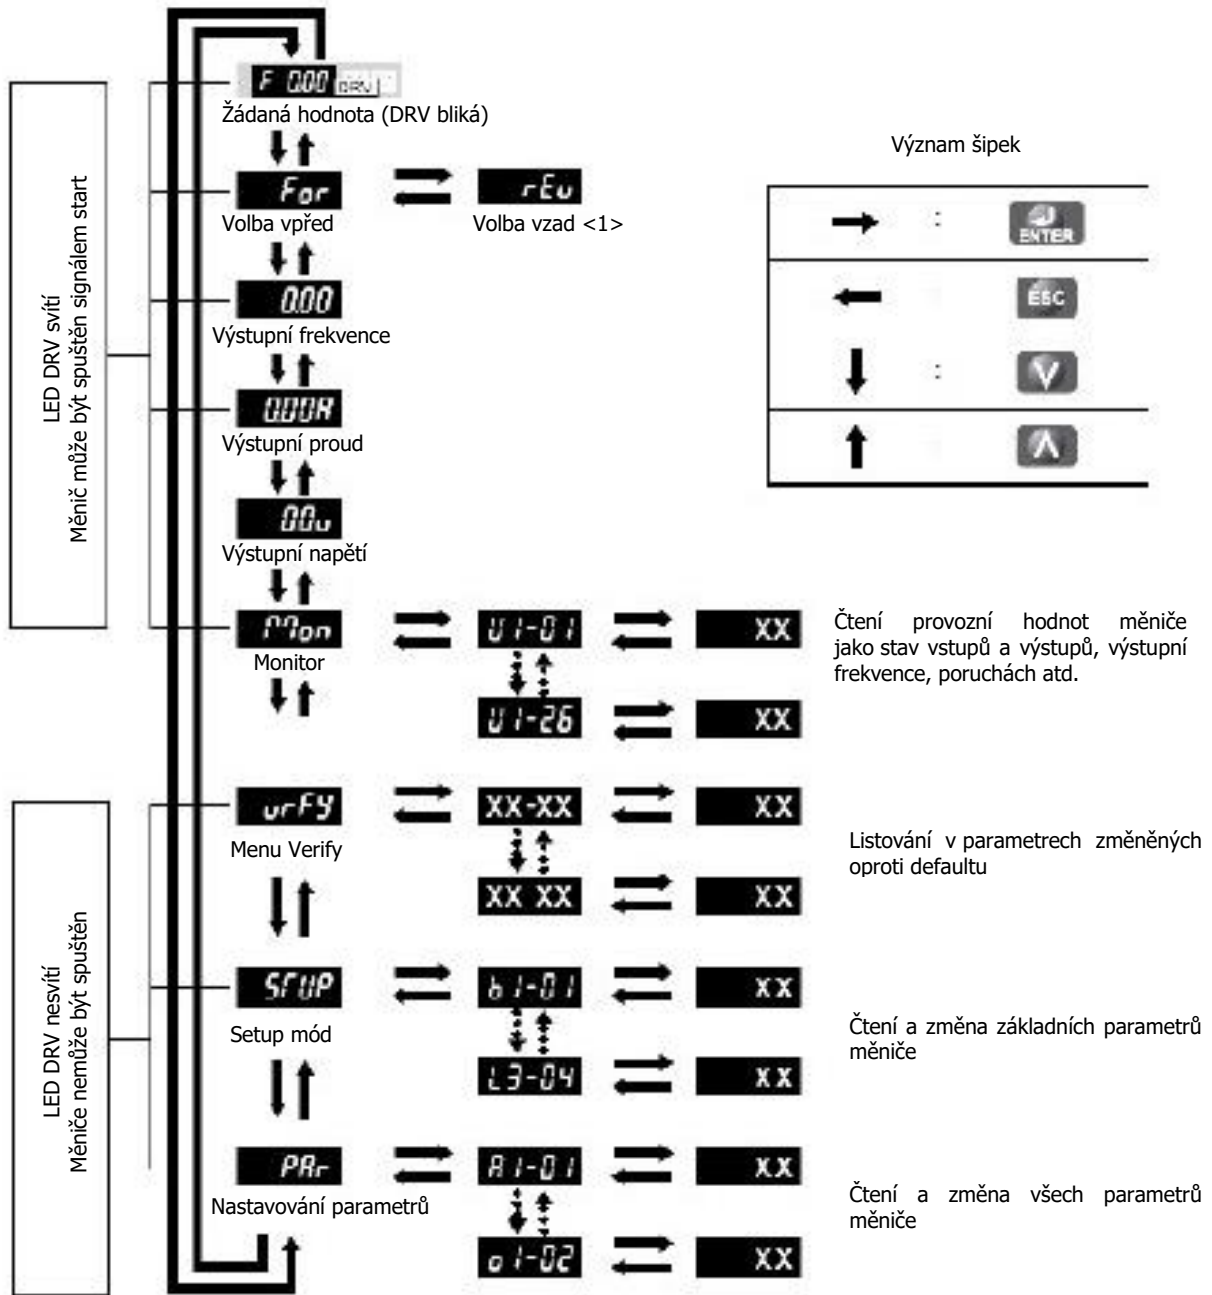 F 0.00 DRV
Žádaná hodnota (DRV bliká)
For
rEv
Volba vpřed
Volba vzad <1>
0.00
Výstupní frekvence
0.00A
Výstupní proud
0.0v
Výstupní napětí
Mon
U1-01
XX
Monitor
U1-26
XX
Čtení provozní hodnot měniče
jako stav vstupů a výstupů, výstupní
frekvence, poruchách atd.
vrFY
XX-XX
XX
Menu Verify
XX XX
XX
Listování v parametrech změněných
oproti defaultu
STUP
b1-01
XX
Setup mód
L3-04
XX
Čtení a změna základních parametrů
měniče
PAr
A1-01
XX
Nastavování parametrů
o1-02
XX
Čtení a změna všech parametrů
měniče
LED DRV svítí
Měnič může být spuštěn signálem start
LED DRV nesvítí
Měniče nemůže být spuštěn
Význam šipek
: ENTER
ESC
: